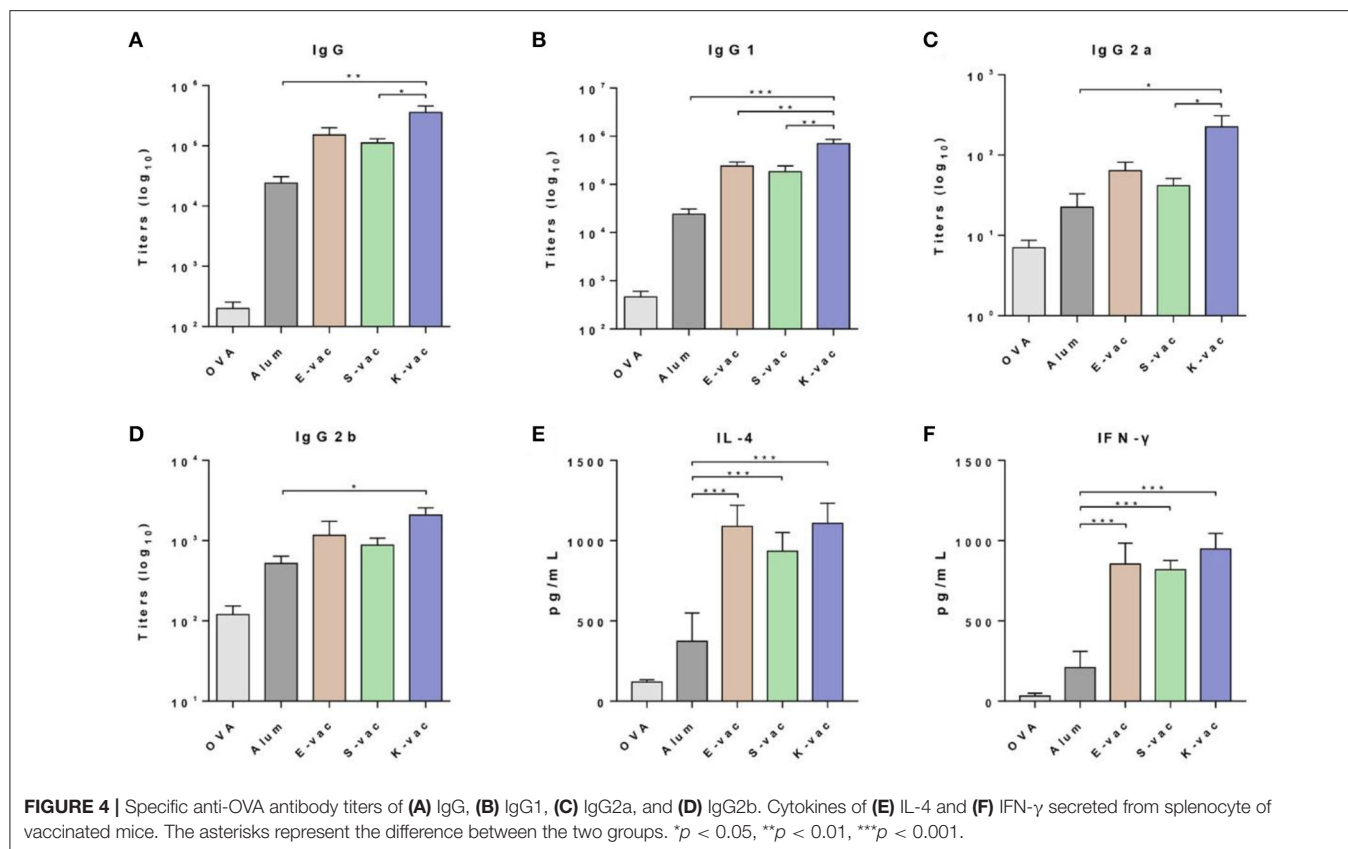 A
IgG
Titers (log10)
10^6
10^5
10^4
10^3
10^2
**
*
OVA
Alum
E-vac
S-vac
K-vac
B
IgG 1
Titers (log10)
10^7
10^6
10^5
10^4
10^3
10^2
***
**
**
OVA
Alum
E-vac
S-vac
K-vac
C
IgG 2a
Titers (log10)
10^3
10^2
10^1
10^0
*
*
OVA
Alum
E-vac
S-vac
K-vac
D
IgG 2b
Titers (log10)
10^4
10^3
10^2
10^1
*
OVA
Alum
E-vac
S-vac
K-vac
E
IL-4
pg/mL
1500
1000
500
0
***
***
***
OVA
Alum
E-vac
S-vac
K-vac
F
IFN-γ
pg/mL
1500
1000
500
0
***
***
***
OVA
Alum
E-vac
S-vac
K-vac
FIGURE 4 | Specific anti-OVA antibody titers of (A) IgG, (B) IgG1, (C) IgG2a, and (D) IgG2b. Cytokines of (E) IL-4 and (F) IFN-γ secreted from splenocyte of
vaccinated mice. The asterisks represent the difference between the two groups. *p < 0.05, **p < 0.01, ***p < 0.001.